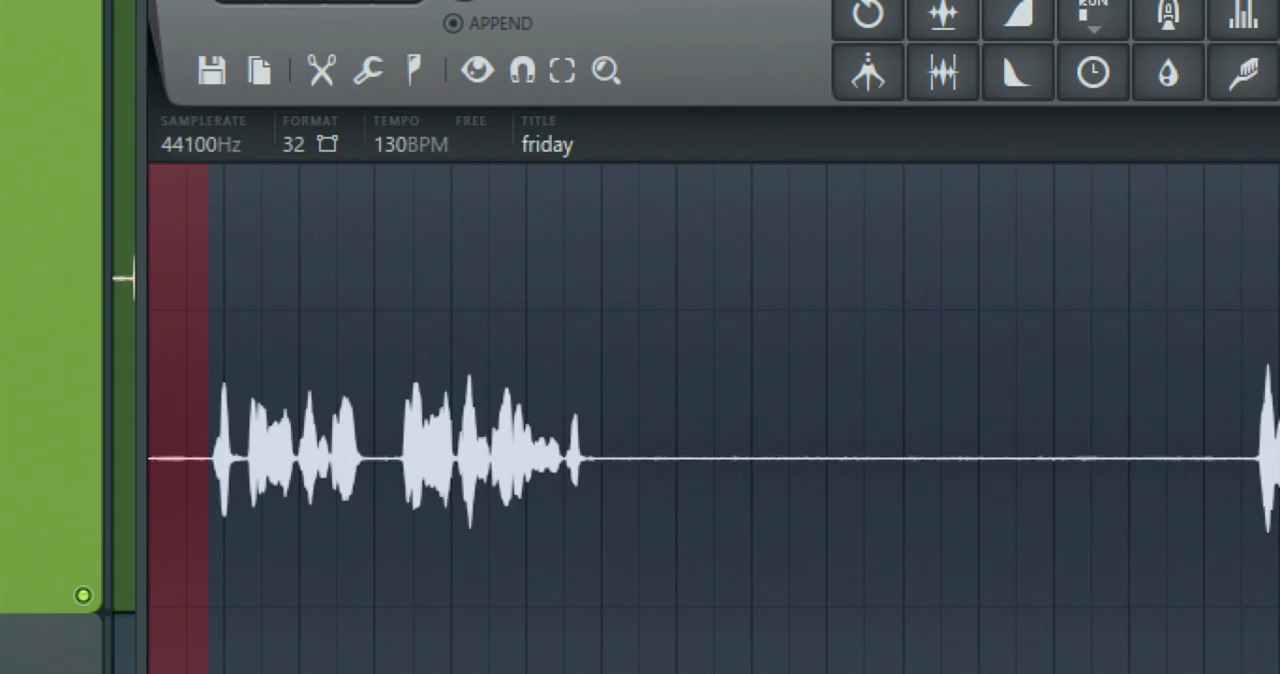 APPEND
SAMPLERATE FORMAT TEMPO FREE TITLE
44100Hz 32 130BPM friday